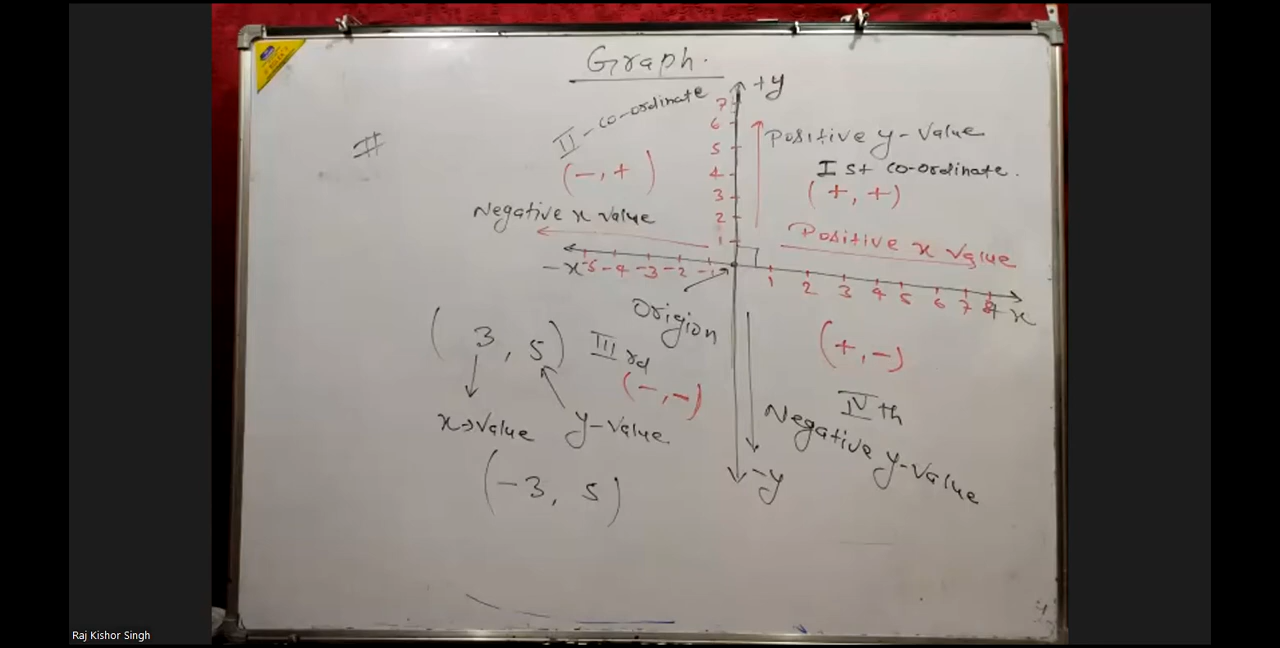 Graph.
+y
II - co-ordinate
(-, +)
Negative x value
7
6
5
4
3
2
1
Positive y-value
I st co-ordinate.
(+, +)
Positive x value
-x -5 -4 -3 -2 -1
1 2 3 4 5 6 7 8 x
Origion
(3, 5)
x→value
y-value
III rd
(-, -)
(+, -)
IV th
Negative y-value
-y
(-3, 5)
Raj Kishor Singh